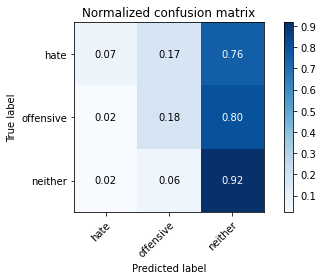 Normalized confusion matrix
True label
hate
0.07 0.17 0.76
offensive
0.02 0.18 0.80
neither
0.02 0.06 0.92
hate
offensive
neither
Predicted label
0.9
0.8
0.7
0.6
0.5
0.4
0.3
0.2
0.1